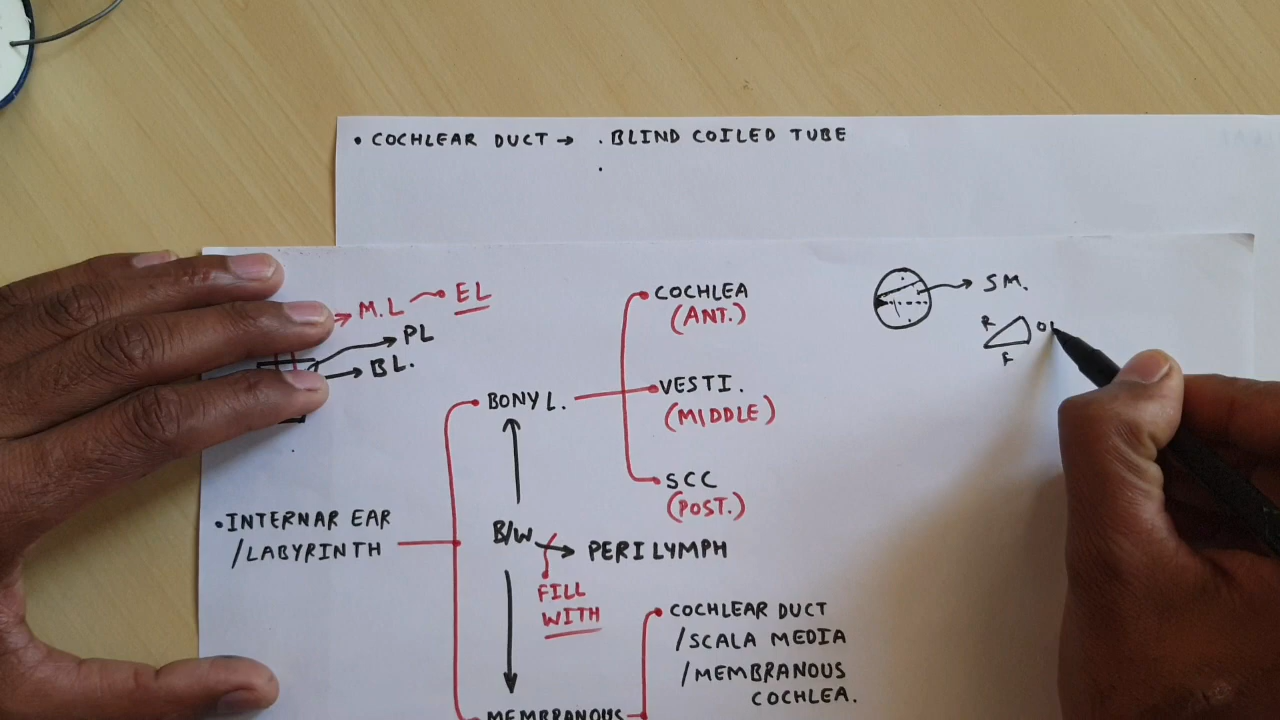 • COCHLEAR DUCT → . BLIND COILED TUBE
.
M.L EL
PL
BL.
COCHLEA
(ANT.)
BONY L.
VESTI.
(MIDDLE)
SCC
(POST.)
• INTERNAR EAR
/LABYRINTH
B/W → PERILYMPH
FILL
WITH
COCHLEAR DUCT
/SCALA MEDIA
/MEMBRANOUS
COCHLEA.
MEMBRANOUS
SM.
R
F